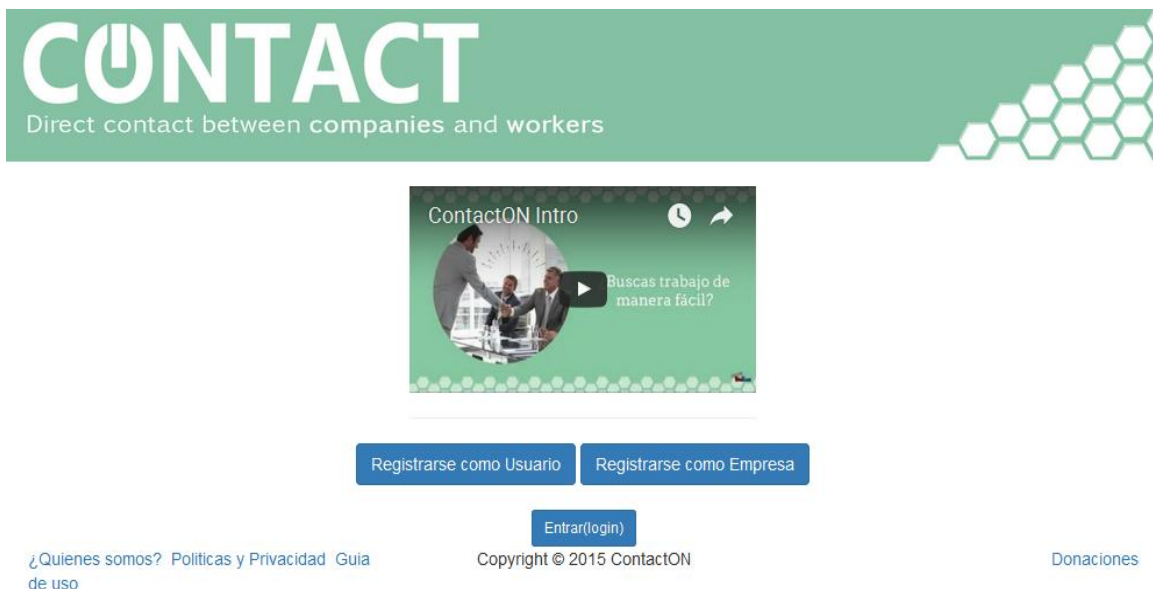 CONTACT
Direct contact between companies and workers
ContactON Intro
Buscas trabajo de
manera fácil?
Registrarse como Usuario
Registrarse como Empresa
Entrar(login)
¿Quienes somos? Politicas y Privacidad Guia
de uso
Copyright © 2015 ContactON
Donaciones